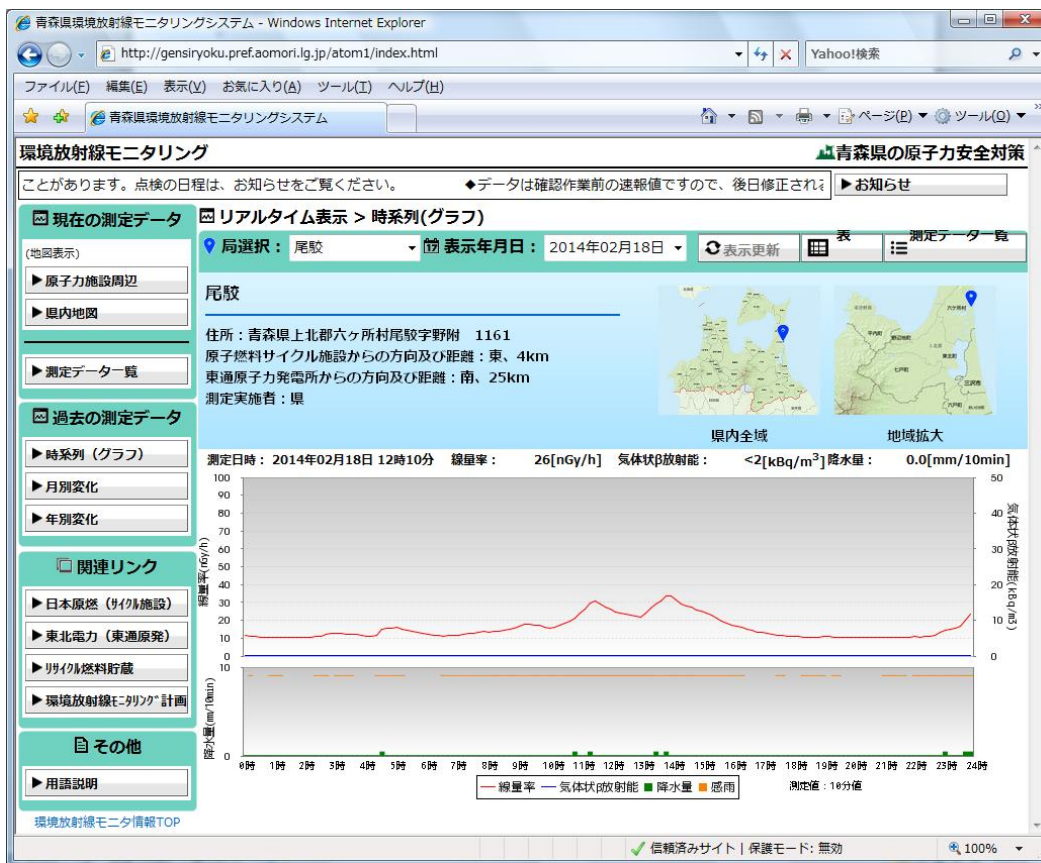 青森県環境放射線モニタリングシステム - Windows Internet Explorer
http://gensiryoku.pref.aomori.lg.jp/atom1/index.html
Yahoo!検索
ファイル(F) 編集(E) 表示(V) お気に入り(A) ツール(T) ヘルプ(H)
青森県環境放射線モニタリングシステム
ページ(P) ツール(O)
環境放射線モニタリング
青森県の原子力安全対策
ことがあります。点検の日程は、お知らせをご覧ください。 ◆データは確認作業前の速報値ですので、後日修正される
▶お知らせ
現在の測定データ
(地図表示)
▶原子力施設周辺
▶県内地図
▶測定データ一覧
過去の測定データ
▶時系列（グラフ）
▶月別変化
▶年別変化
関連リンク
▶日本原燃（ｻｲｸﾙ施設）
▶東北電力（東通原発）
▶ﾘｻｲｸﾙ燃料貯蔵
▶環境放射線ﾓﾆﾀﾘﾝｸﾞ計画
その他
▶用語説明
環境放射線モニタ情報TOP
リアルタイム表示 > 時系列(グラフ)
局選択： 尾駮 表示年月日： 2014年02月18日 表示更新 表 測定データ一覧
尾駮
住所：青森県上北郡六ヶ所村尾駮字野附 1161
原子燃料サイクル施設からの方向及び距離：東、4km
東通原子力発電所からの方向及び距離：南、25km
測定実施者：県
県内全域 地域拡大
測定日時： 2014年02月18日 12時10分 線量率： 26[nGy/h] 気体状β放射能： <2[kBq/m3] 降水量： 0.0[mm/10min]
線量率(nGy/h)
100
90
80
70
60
50
40
30
20
10
0
気体状β放射能(kBq/m3)
50
40
30
20
10
0
降水量(mm/10min)
10
0
0時 1時 2時 3時 4時 5時 6時 7時 8時 9時 10時 11時 12時 13時 14時 15時 16時 17時 18時 19時 20時 21時 22時 23時 24時
線量率 気体状β放射能 降水量 感雨
測定値：10分値
信頼済みサイト | 保護モード: 無効
100%